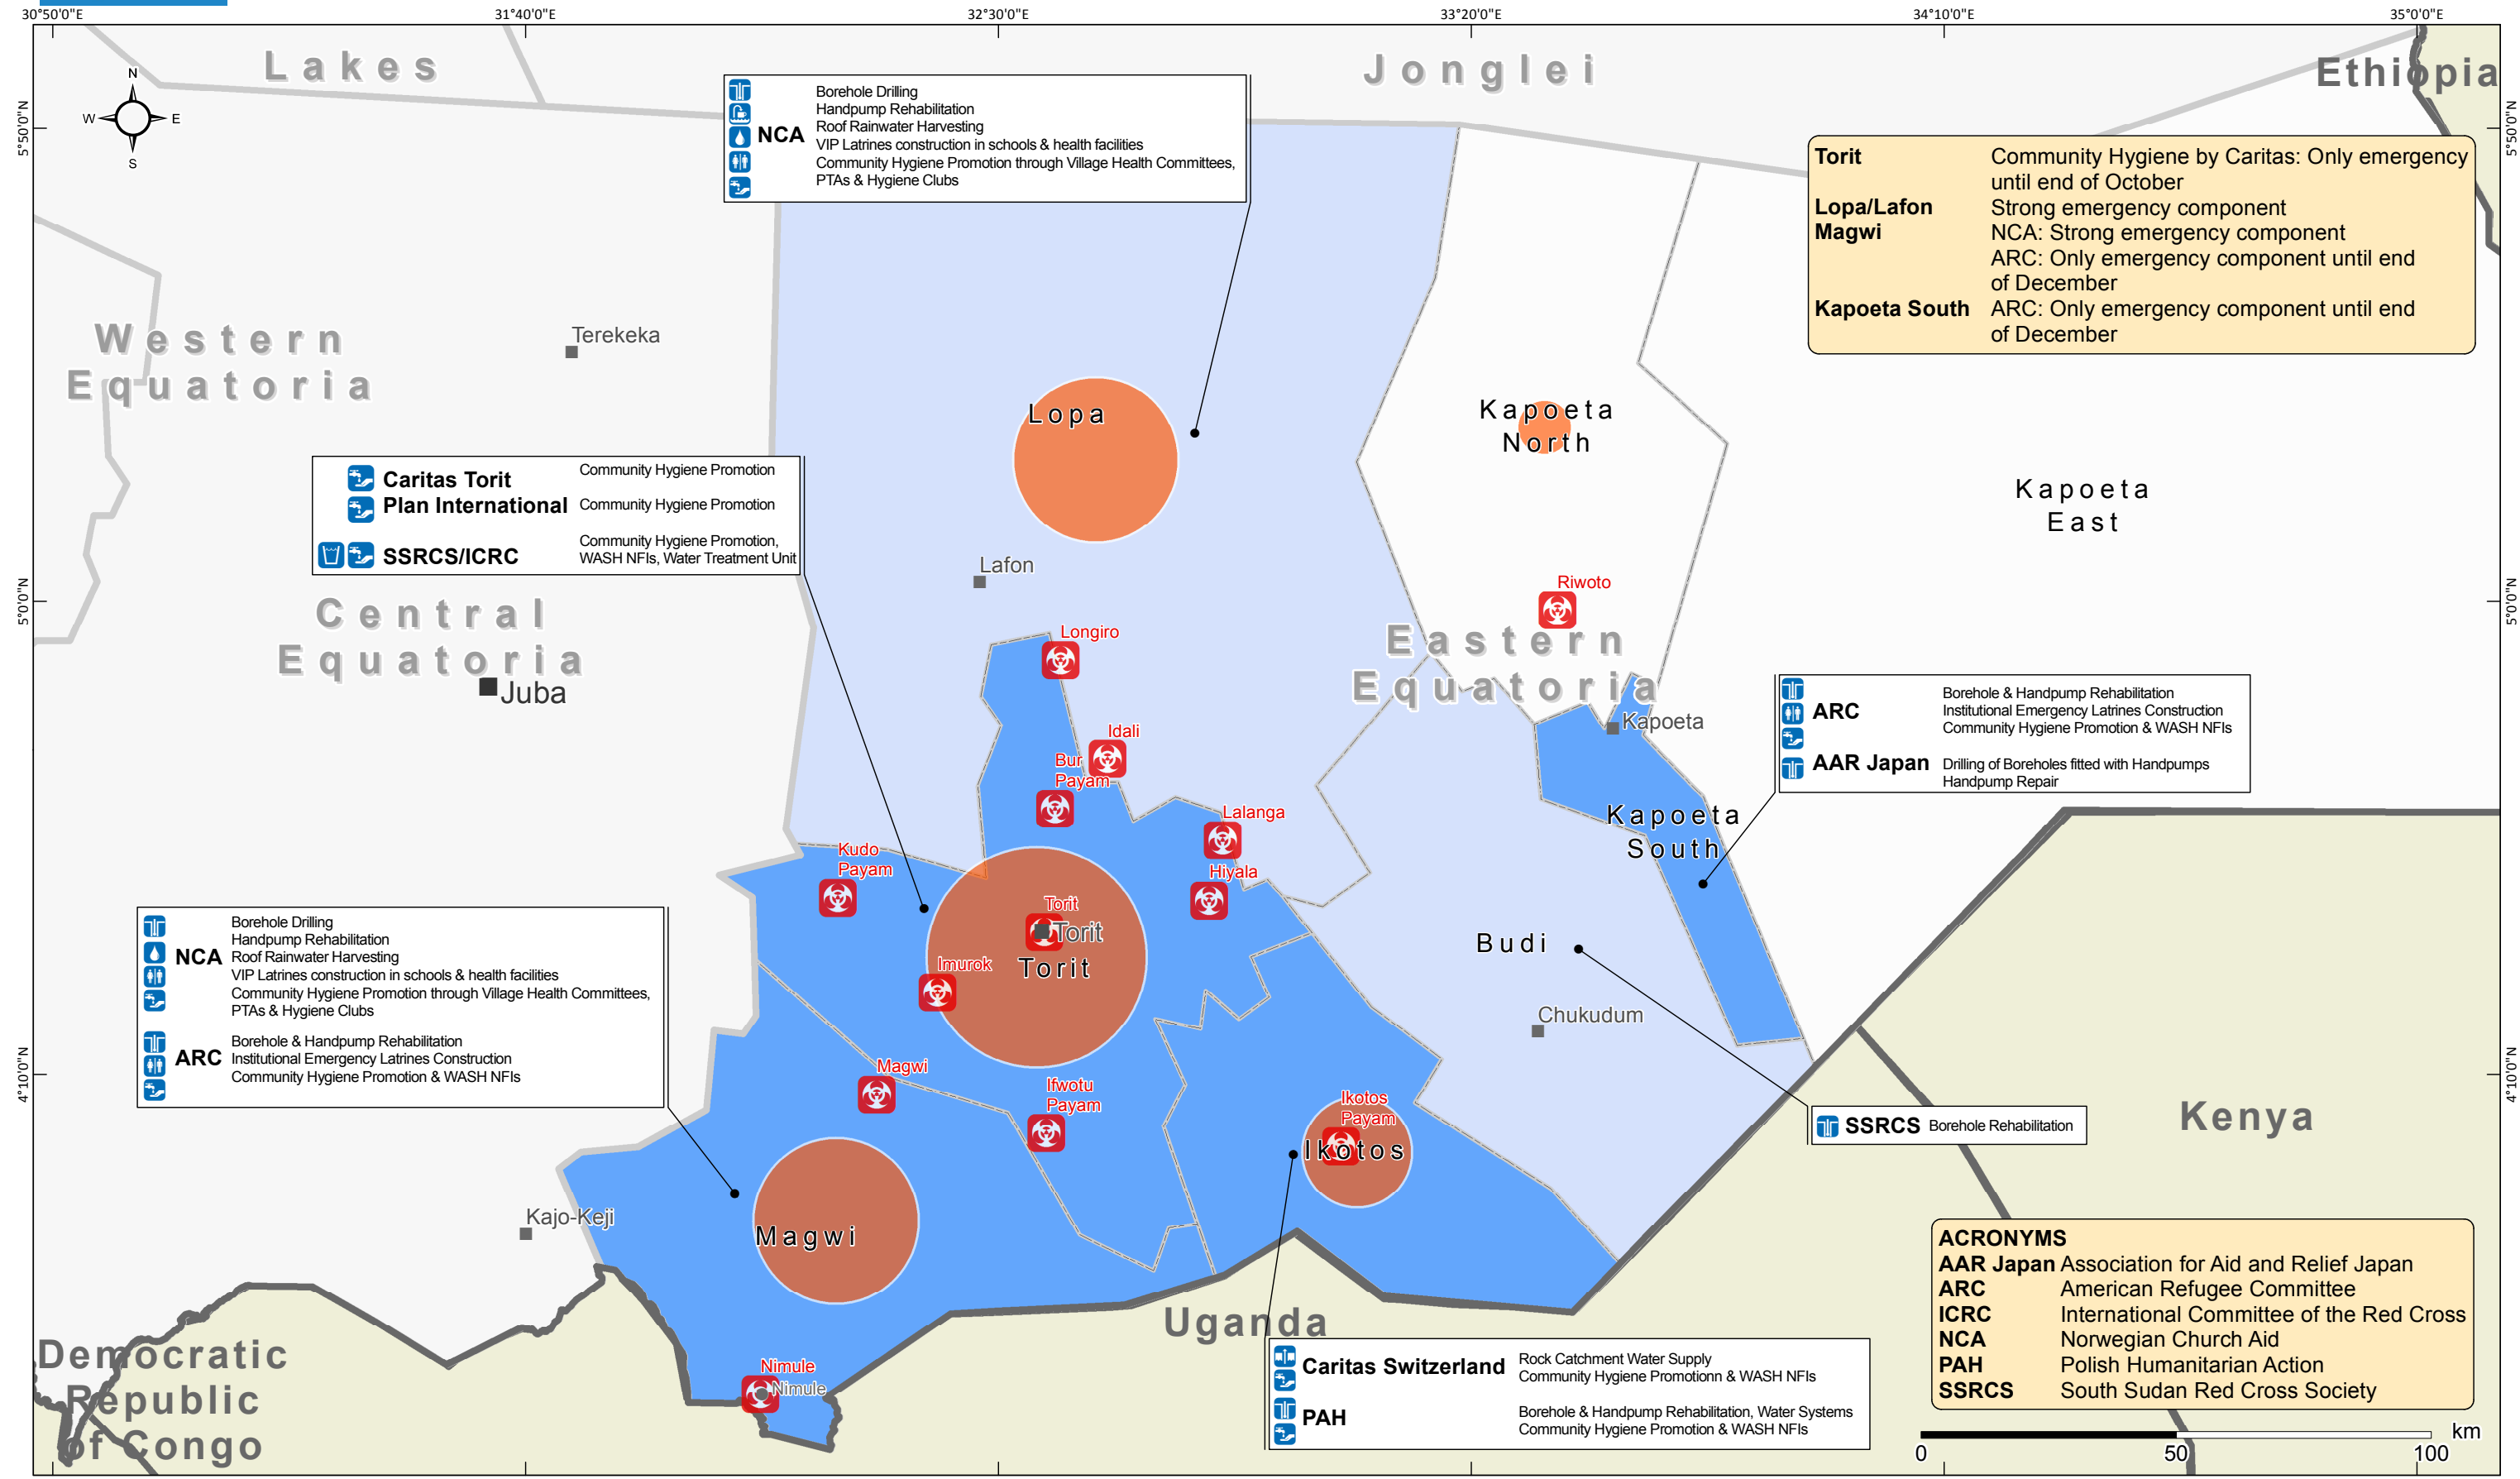 30°50'0"E
31°40'0"E
32°30'0"E
33°20'0"E
34°10'0"E
35°0'0"E
Lakes
Jonglei
Ethiopia
N
W
E
S
5°50'0"N
5°50'0"N
NCA
Borehole Drilling
Handpump Rehabilitation
Roof Rainwater Harvesting
VIP Latrines construction in schools & health facilities
Community Hygiene Promotion through Village Health Committees,
PTAs & Hygiene Clubs
Torit Community Hygiene by Caritas: Only emergency
until end of October
Lopa/Lafon Strong emergency component
Magwi NCA: Strong emergency component
ARC: Only emergency component until end
of December
Kapoeta South ARC: Only emergency component until end
of December
Western
Equatoria
Terekeka
Lopa
Kapoeta
North
Kapoeta
East
Caritas Torit Community Hygiene Promotion
Plan International Community Hygiene Promotion
SSRCS/ICRC Community Hygiene Promotion,
WASH NFIs, Water Treatment Unit
Lafon
Riwoto
5°0'0"N
5°0'0"N
Central
Equatoria
Juba
Eastern
Equatoria
Longiro
Idali
Bur
Payam
Kapoeta
ARC
Borehole & Handpump Rehabilitation
Institutional Emergency Latrines Construction
Community Hygiene Promotion & WASH NFIs
AAR Japan
Drilling of Boreholes fitted with Handpumps
Handpump Repair
Lalanga
Kapoeta
South
Kudo
Payam
Hiyala
Torit
Torit
Torit
Imurok
Budi
Chukudum
NCA
Borehole Drilling
Handpump Rehabilitation
Roof Rainwater Harvesting
VIP Latrines construction in schools & health facilities
Community Hygiene Promotion through Village Health Committees,
PTAs & Hygiene Clubs
ARC
Borehole & Handpump Rehabilitation
Institutional Emergency Latrines Construction
Community Hygiene Promotion & WASH NFIs
4°10'0"N
4°10'0"N
Magwi
Ifwotu
Payam
Ikotos
Payam
Ikotos
SSRCS Borehole Rehabilitation
Kenya
Kajo-Keji
Magwi
Uganda
Nimule
Nimule
Democratic
Republic
of Congo
Caritas Switzerland
Rock Catchment Water Supply
Community Hygiene Promotionn & WASH NFIs
PAH
Borehole & Handpump Rehabilitation, Water Systems
Community Hygiene Promotion & WASH NFIs
ACRONYMS
AAR Japan Association for Aid and Relief Japan
ARC American Refugee Committee
ICRC International Committee of the Red Cross
NCA Norwegian Church Aid
PAH Polish Humanitarian Action
SSRCS South Sudan Red Cross Society
km
0 50 100